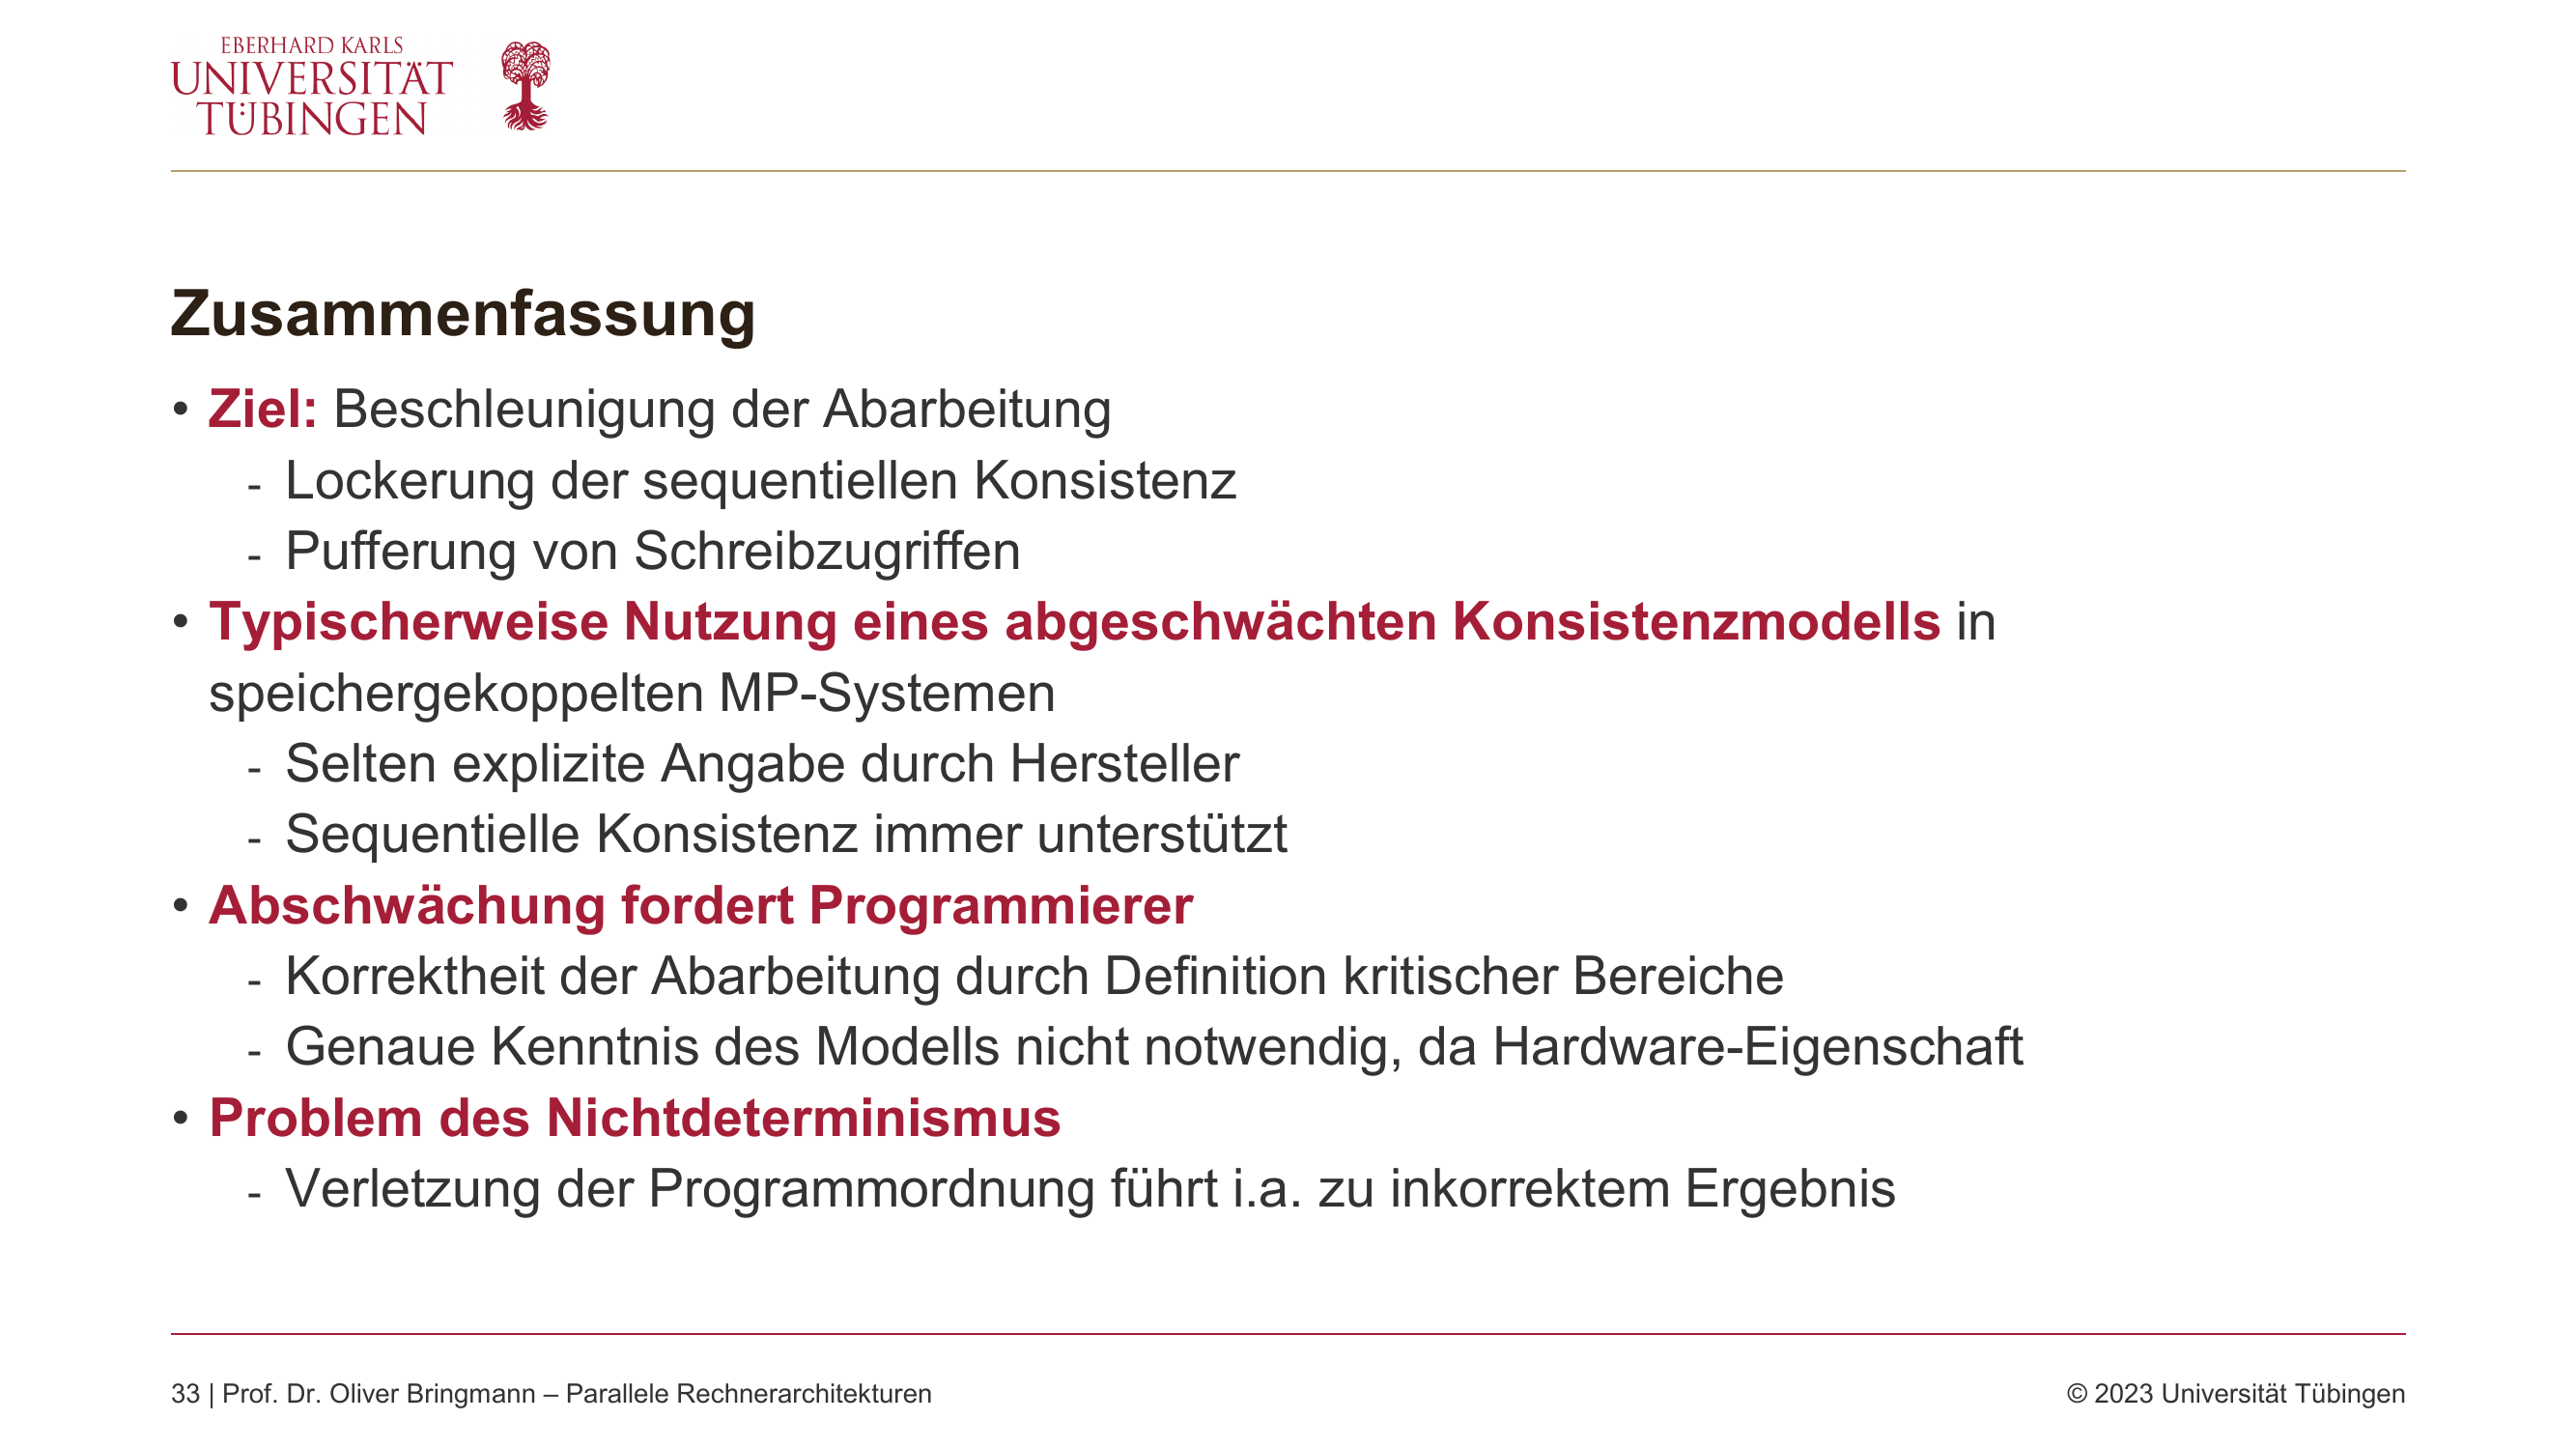 EBERHARD KARLS
UNIVERSITÄT
TÜBINGEN
Zusammenfassung
• Ziel: Beschleunigung der Abarbeitung
- Lockerung der sequentiellen Konsistenz
- Pufferung von Schreibzugriffen
• Typischerweise Nutzung eines abgeschwächten Konsistenzmodells in
speichergekoppelten MP-Systemen
- Selten explizite Angabe durch Hersteller
- Sequentielle Konsistenz immer unterstützt
• Abschwächung fordert Programmierer
- Korrektheit der Abarbeitung durch Definition kritischer Bereiche
- Genaue Kenntnis des Modells nicht notwendig, da Hardware-Eigenschaft
• Problem des Nichtdeterminismus
- Verletzung der Programmordnung führt i.a. zu inkorrektem Ergebnis
33 | Prof. Dr. Oliver Bringmann – Parallele Rechnerarchitekturen
© 2023 Universität Tübingen